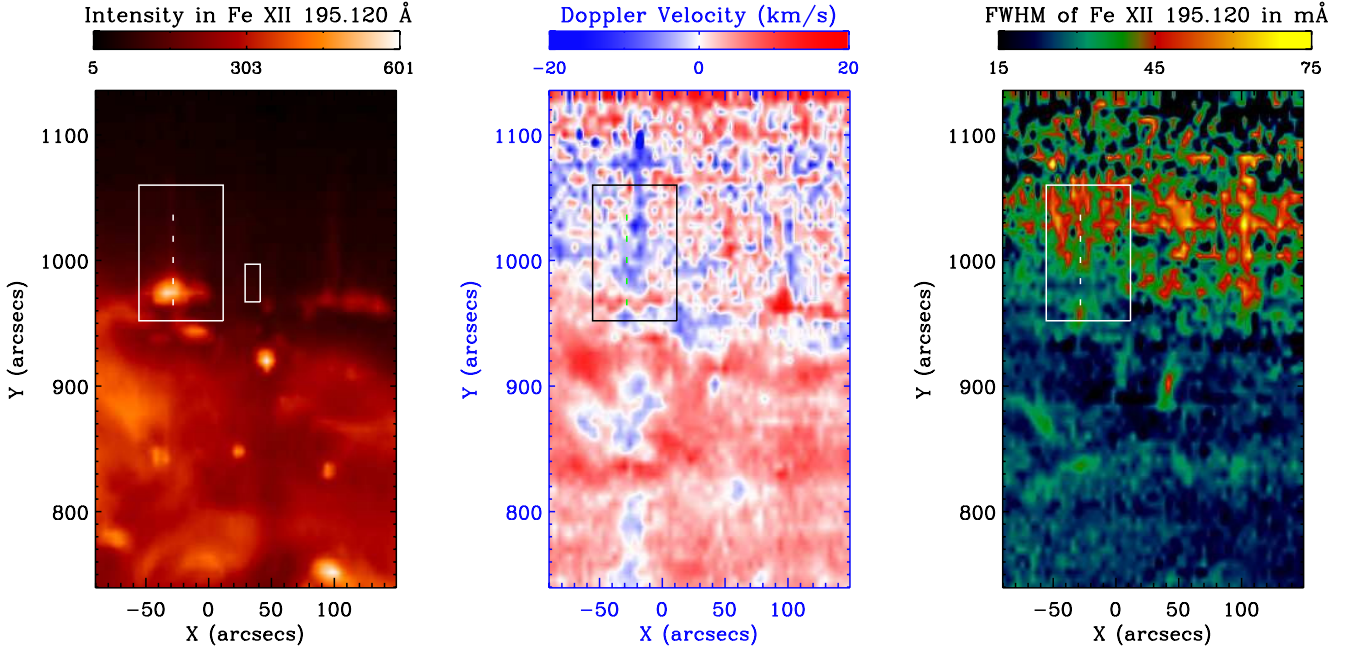 Intensity in Fe XII 195.120 Å
5 303 601
1100
1000
900
800
Y (arcsecs)
-50 0 50 100
X (arcsecs)
Doppler Velocity (km/s)
-20 0 20
1100
1000
900
800
Y (arcsecs)
-50 0 50 100
X (arcsecs)
FWHM of Fe XII 195.120 in mÅ
15 45 75
1100
1000
900
800
Y (arcsecs)
-50 0 50 100
X (arcsecs)